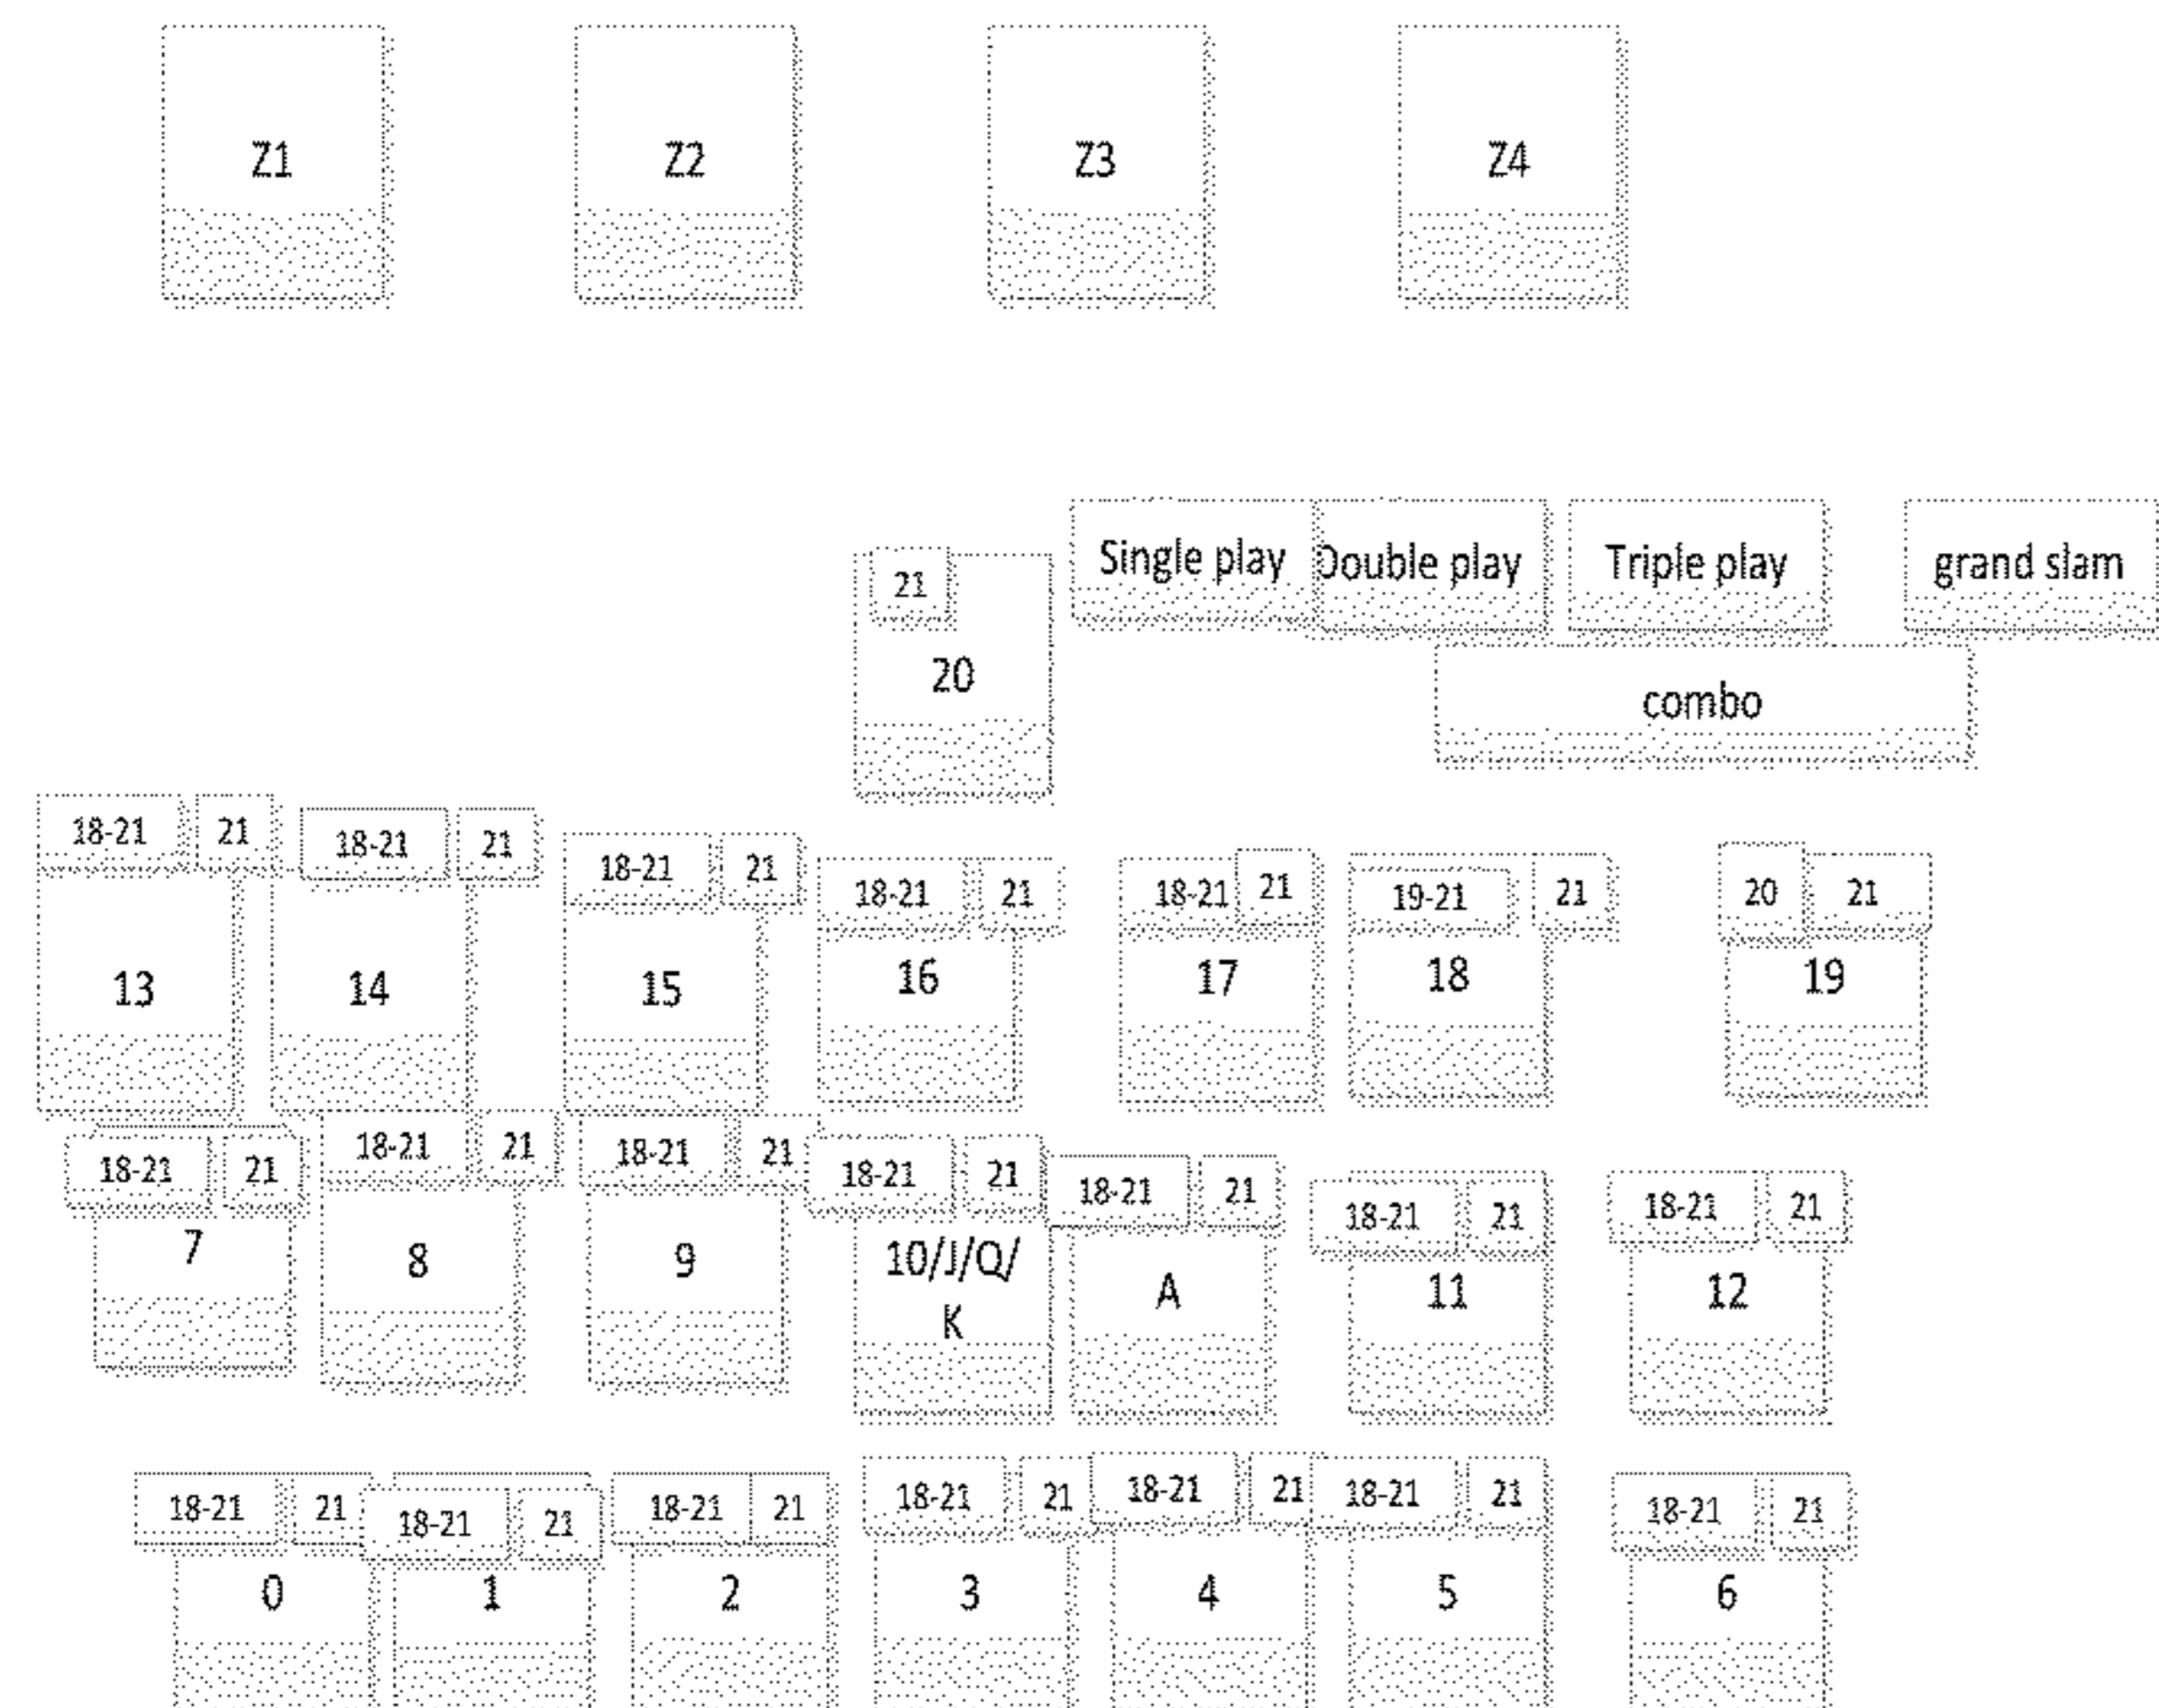 Z1 Z2 Z3 Z4
Single play Double play Triple play grand slam
21
20
combo
18-21 21 18-21 21 18-21 21 18-21 21 18-21 21 19-21 21 20 21
13 14 15 16 17 18 19
18-21 21 18-21 21 18-21 21 18-21 21 18-21 21 18-21 21 18-21 21
7 8 9 10/J/Q/ A 11 12
K
18-21 21 18-21 21 18-21 21 18-21 21 18-21 21 18-21 21 18-21 21
0 1 2 3 4 5 6